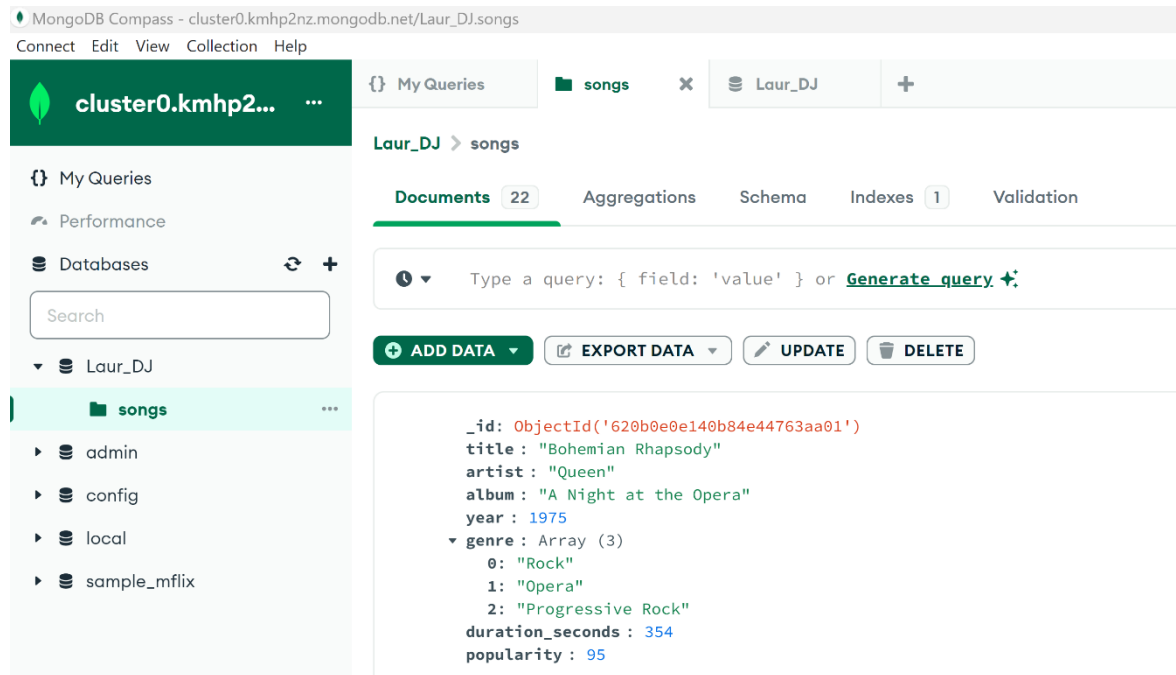 MongoDB Compass - cluster0.kmhp2nz.mongodb.net/Laur_DJ.songs
Connect Edit View Collection Help
cluster0.kmhp2... ...
{} My Queries
Performance
Databases
Search
Laur_DJ
songs ...
admin
config
local
sample_mflix
{} My Queries songs Laur_DJ
Laur_DJ > songs
Documents 22 Aggregations Schema Indexes 1 Validation
Type a query: { field: 'value' } or Generate query
ADD DATA EXPORT DATA UPDATE DELETE
_id: ObjectId('620b0e0e140b84e44763aa01')
title : "Bohemian Rhapsody"
artist : "Queen"
album : "A Night at the Opera"
year : 1975
genre : Array (3)
0: "Rock"
1: "Opera"
2: "Progressive Rock"
duration_seconds : 354
popularity : 95